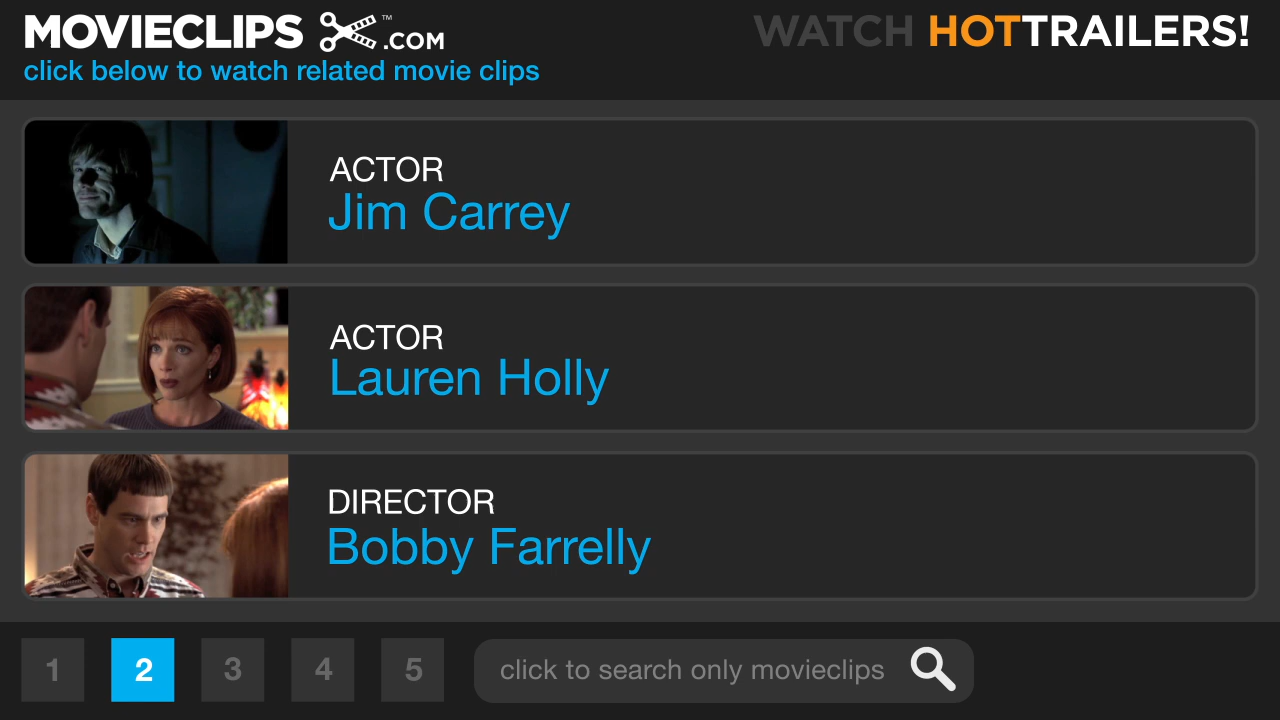 MOVIECLIPS ™ .COM
WATCH HOTTRAILERS!
click below to watch related movie clips
ACTOR
Jim Carrey
ACTOR
Lauren Holly
DIRECTOR
Bobby Farrelly
1 2 3 4 5 click to search only movieclips